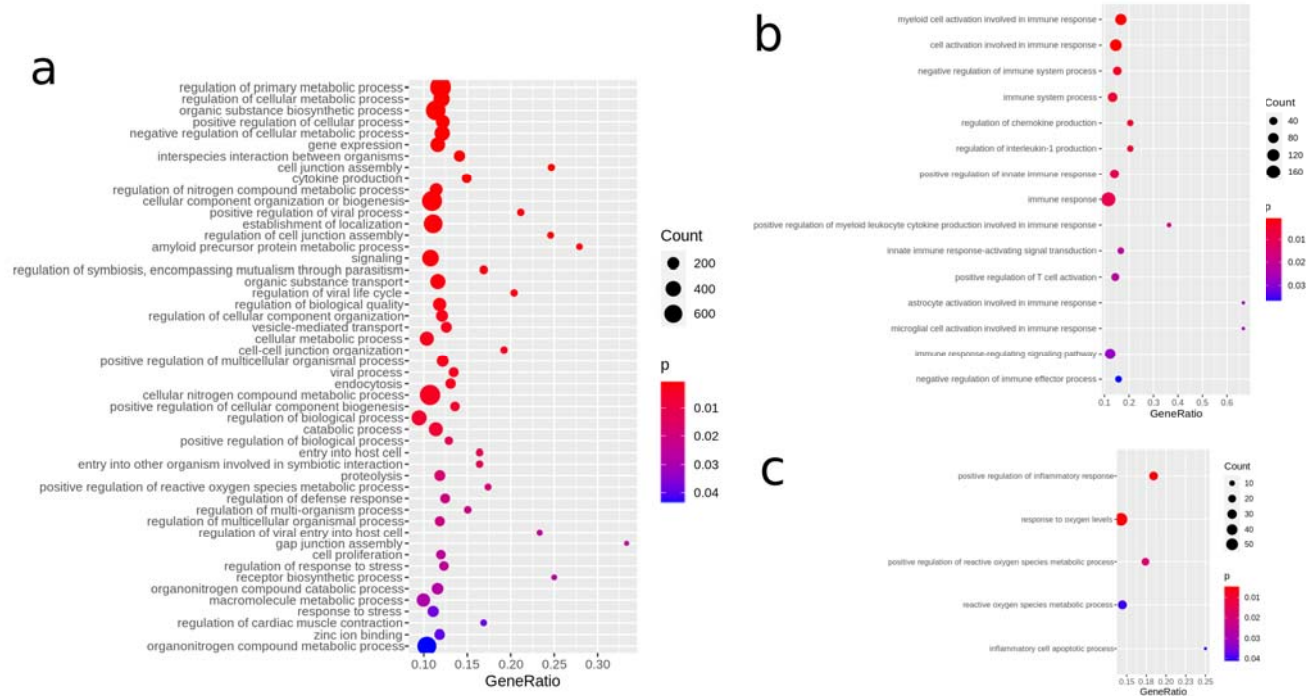 a
regulation of primary metabolic process
regulation of cellular metabolic process
organic substance biosynthetic process
positive regulation of cellular process
negative regulation of cellular metabolic process
gene expression
interspecies interaction between organisms
cell junction assembly
cytokine production
regulation of nitrogen compound metabolic process
cellular component organization or biogenesis
positive regulation of viral process
establishment of localization
regulation of cell junction assembly
amyloid precursor protein metabolic process
signaling
regulation of symbiosis, encompassing mutualism through parasitism
organic substance transport
regulation of viral life cycle
regulation of biological quality
regulation of cellular component organization
vesicle-mediated transport
cellular metabolic process
cell-cell junction organization
positive regulation of multicellular organismal process
viral process
endocytosis
cellular nitrogen compound metabolic process
positive regulation of cellular component biogenesis
regulation of biological process
catabolic process
positive regulation of biological process
entry into host cell
entry into other organism involved in symbiotic interaction
proteolysis
positive regulation of reactive oxygen species metabolic process
regulation of defense response
regulation of multi-organism process
regulation of multicellular organismal process
regulation of viral entry into host cell
gap junction assembly
cell proliferation
regulation of response to stress
receptor biosynthetic process
organonitrogen compound catabolic process
macromolecule metabolic process
response to stress
regulation of cardiac muscle contraction
zinc ion binding
organonitrogen compound metabolic process
0.10 0.15 0.20 0.25 0.30
GeneRatio
Count
200
400
600
p
0.01
0.02
0.03
0.04
b
myeloid cell activation involved in immune response
cell activation involved in immune response
negative regulation of immune system process
immune system process
regulation of chemokine production
regulation of interleukin-1 production
positive regulation of innate immune response
immune response
positive regulation of myeloid leukocyte cytokine production involved in immune response
innate immune response-activating signal transduction
positive regulation of T cell activation
astrocyte activation involved in immune response
microglial cell activation involved in immune response
immune response-regulating signaling pathway
negative regulation of immune effector process
0.1 0.2 0.3 0.4 0.5 0.6
GeneRatio
Count
40
80
120
160
p
0.01
0.02
0.03
c
positive regulation of inflammatory response
response to oxygen levels
positive regulation of reactive oxygen species metabolic process
reactive oxygen species metabolic process
inflammatory cell apoptotic process
0.15 0.18 0.20 0.23 0.25
GeneRatio
Count
10
20
30
40
50
p
0.01
0.02
0.03
0.04